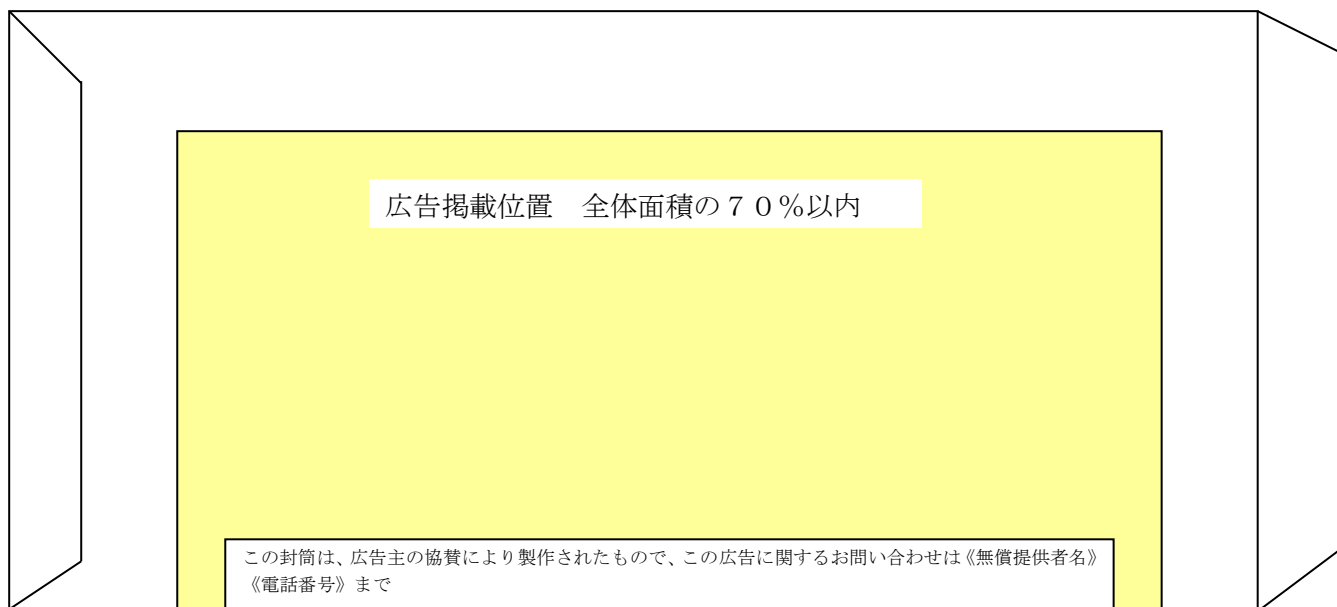 広告掲載位置　全体面積の７０％以内
この封筒は、広告主の協賛により製作されたもので、この広告に関するお問い合わせは《無償提供者名》
《電話番号》まで